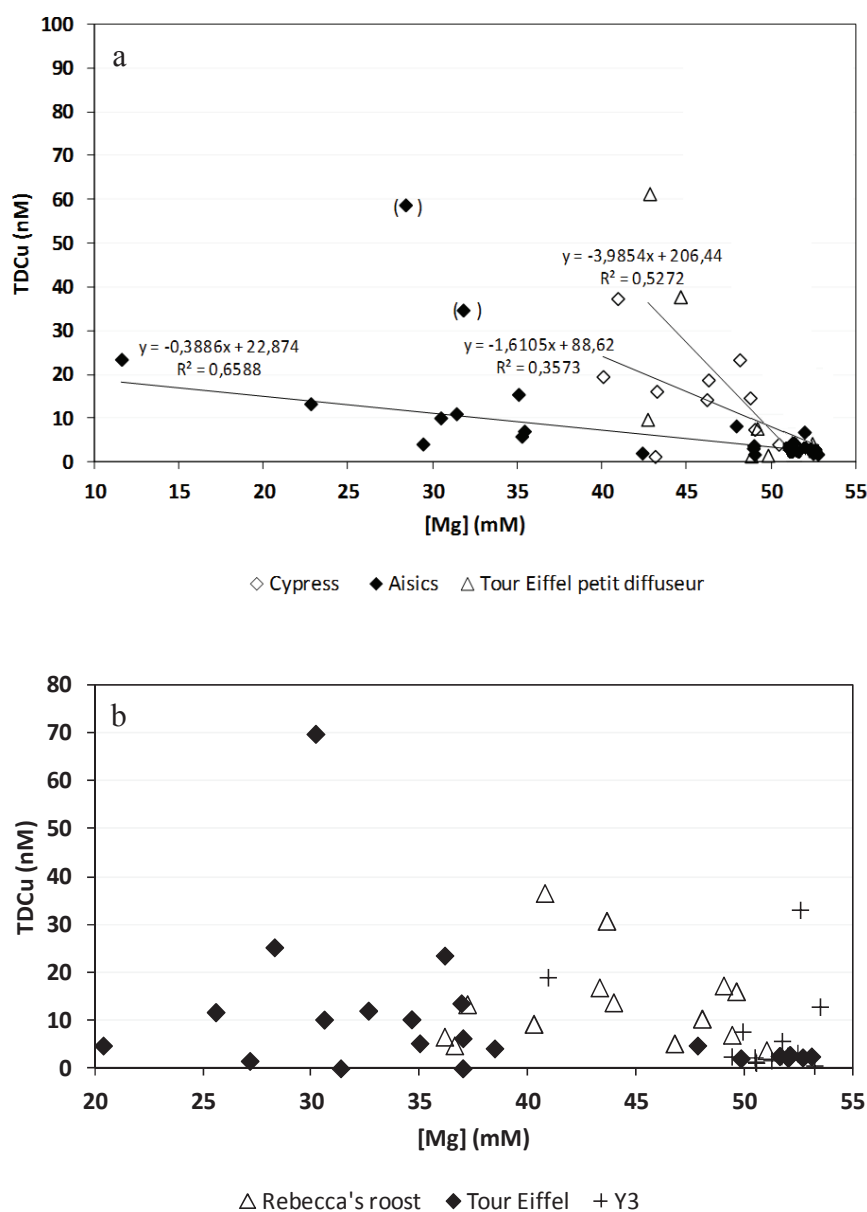 a
100
90
80
70
60
50
40
30
20
10
0
TDCu (nM)
( )
( )
y = -3,9854x + 206,44
R² = 0,5272
y = -0,3886x + 22,874
R² = 0,6588
y = -1,6105x + 88,62
R² = 0,3573
10 15 20 25 30 35 40 45 50 55
[Mg] (mM)
Cypress Aisics Tour Eiffel petit diffuseur
b
80
70
60
50
40
30
20
10
0
TDCu (nM)
20 25 30 35 40 45 50 55
[Mg] (mM)
Rebecca's roost Tour Eiffel Y3